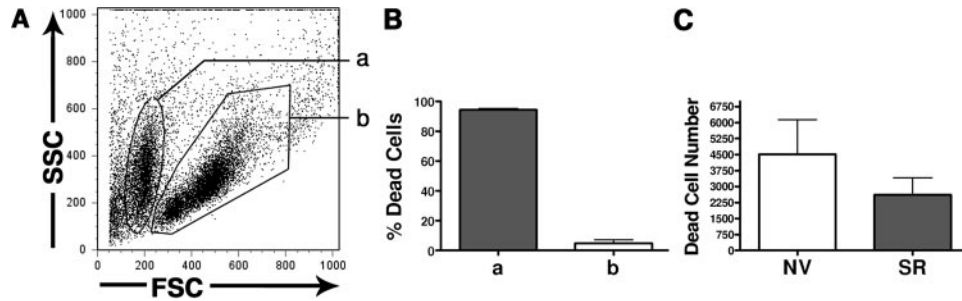 A
SSC
1000
800
600
400
200
0
0 200 400 600 800 1000
FSC
a
b
B
% Dead Cells
100
80
60
40
20
0
a b
C
Dead Cell Number
6750
6000
5250
4500
3750
3000
2250
1500
750
0
NV SR